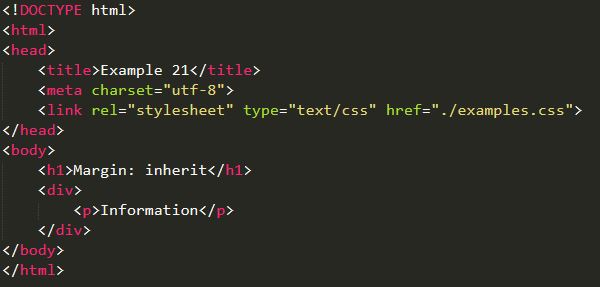 <!DOCTYPE html>
<html>
<head>
    <title>Example 21</title>
    <meta charset="utf-8">
    <link rel="stylesheet" type="text/css" href="./examples.css">
</head>
<body>
    <h1>Margin: inherit</h1>
    <div>
        <p>Information</p>
    </div>
</body>
</html>